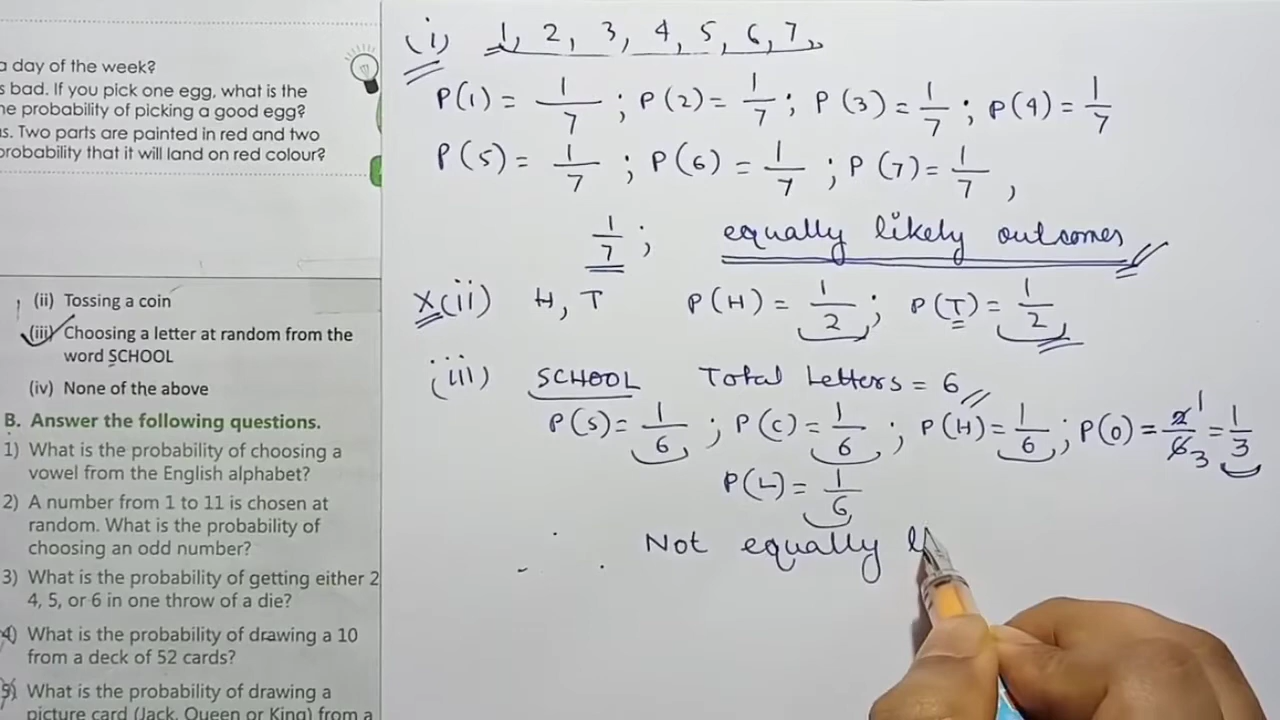 a day of the week?
s bad. If you pick one egg, what is the
he probability of picking a good egg?
s. Two parts are painted in red and two
probability that it will land on red colour?
(ii) Tossing a coin
(iii) Choosing a letter at random from the
word SCHOOL
(iv) None of the above
B. Answer the following questions.
1) What is the probability of choosing a
vowel from the English alphabet?
2) A number from 1 to 11 is chosen at
random. What is the probability of
choosing an odd number?
3) What is the probability of getting either 2
4, 5, or 6 in one throw of a die?
4) What is the probability of drawing a 10
from a deck of 52 cards?
5) What is the probability of drawing a
picture card (Jack, Queen or King) from a
(i) 1, 2, 3, 4, 5, 6, 7,
P(1) = 1/7 ; P(2) = 1/7 ; P(3) = 1/7 ; P(4) = 1/7
P(5) = 1/7 ; P(6) = 1/7 ; P(7) = 1/7 ,
1/7 ; equally likely outcomes
X(ii) H, T P(H) = 1/2 ; P(T) = 1/2
(iii) SCHOOL Total Letters = 6
P(S) = 1/6 ; P(C) = 1/6 ; P(H) = 1/6 ; P(O) = 2 1/6 3 = 1/3
P(L) = 1/6
Not equally l